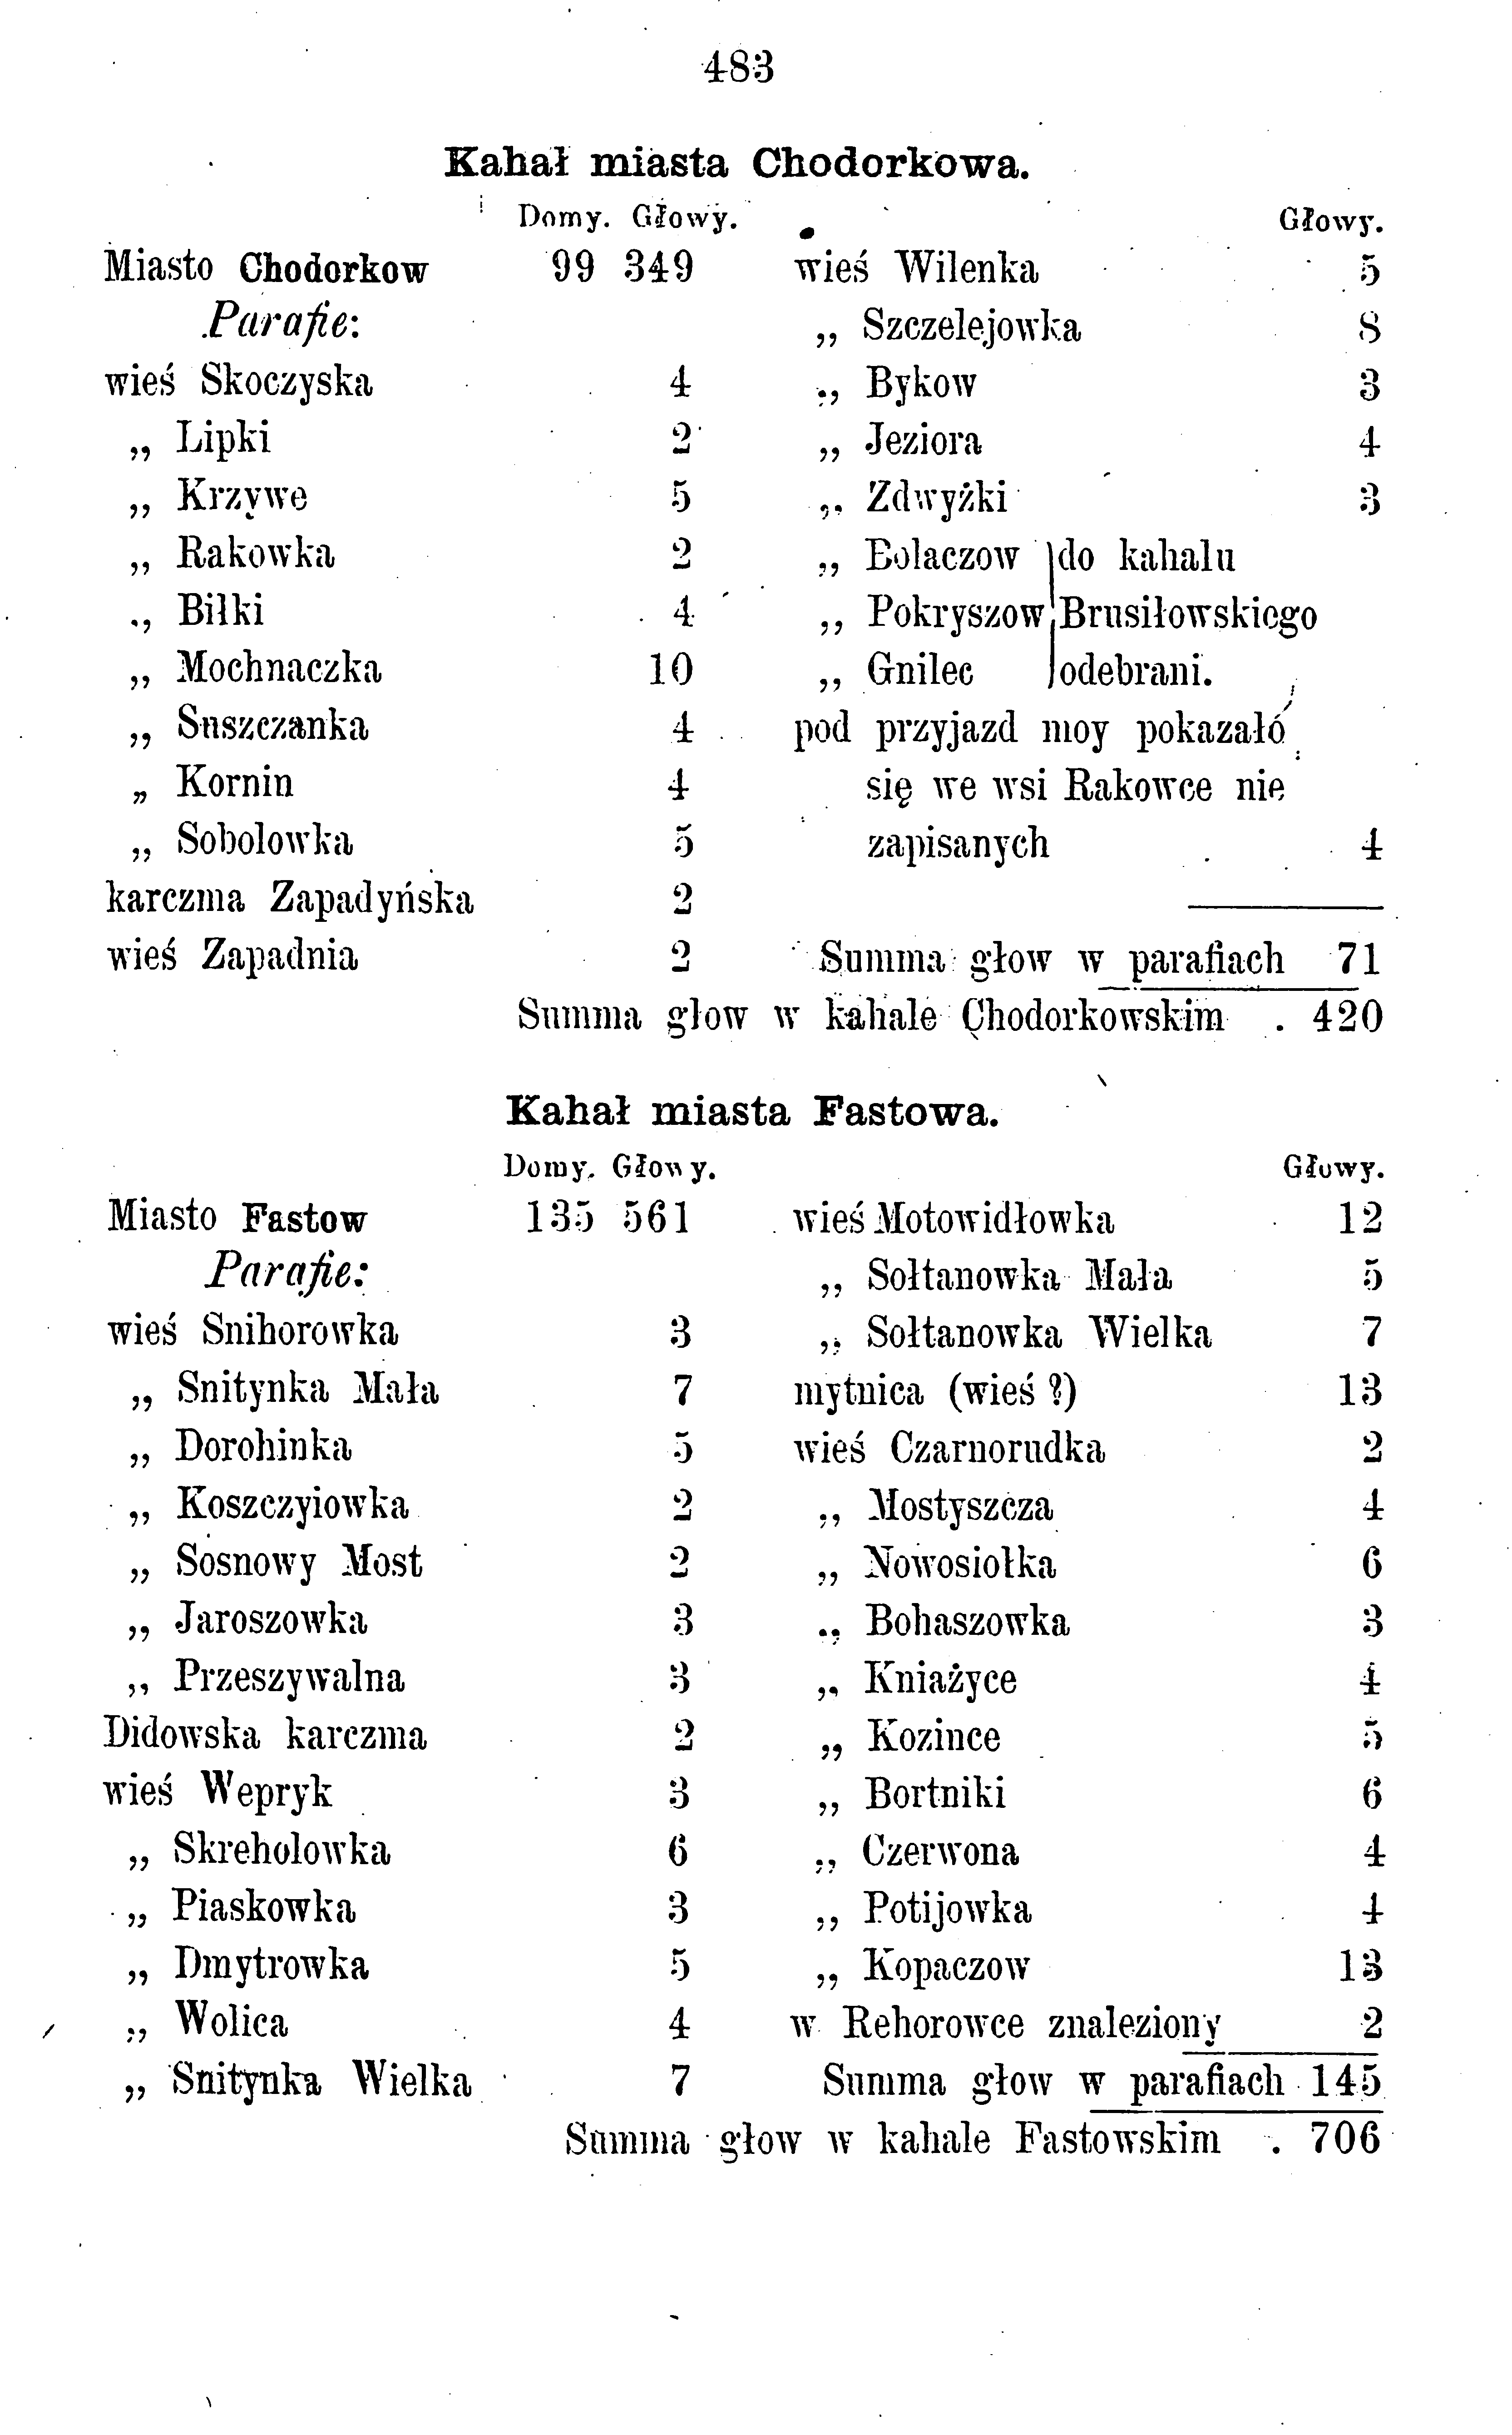 483
Kahał miasta Chodorkowa.
Domy. Głowy.
Miasto Chodorkow 99 349
Parafie:
wieś Skoczyska 4
„ Lipki 2
„ Krzywe 5
„ Rakowka 2
„ Biłki 4
„ Mochnaczka 10
„ Suszczanka 4
„ Kornin 4
„ Sobolowka 5
karczma Zapadyńska 2
wieś Zapadnia 2
Głowy.
wieś Wilenka 5
„ Szczelejowka 8
„ Bykow 3
„ Jeziora 4
„ Zdwyżki 3
„ Bolaczow do kahalu
„ Pokryszow Brusiłowskiego
„ Gnilec odebrani.
pod przyjazd moy pokazało
się we wsi Rakowce nie
zapisanych 4
Summa głow w parafiach 71
Summa głow w kahale Chodorkowskim . 420
Kahał miasta Fastowa.
Domy. Głowy.
Miasto Fastow 135 561
Parafie:
wieś Snihorowka 3
„ Snitynka Mała 7
„ Dorohinka 5
„ Koszczyiowka 2
„ Sosnowy Most 2
„ Jaroszowka 3
„ Przeszywalna 3
Didowska karczma 2
wieś Wepryk 3
„ Skreholowka 6
„ Piaskowka 3
„ Dmytrowka 5
„ Wolica 4
„ Snitynka Wielka 7
Głowy.
wieś Motowidłowka 12
„ Sołtanowka Mała 5
„ Sołtanowka Wielka 7
mytnica (wieś ?) 13
wieś Czarnorudka 2
„ Mostyszcza 4
„ Nowosiołka 6
„ Bohaszowka 3
„ Kniażyce 4
„ Kozince 5
„ Bortniki 6
„ Czerwona 4
„ Potijowka 4
„ Kopaczow 13
w Rehorowce znaleziony 2
Summa głow w parafiach 145
Summa głow w kahale Fastowskim . 706